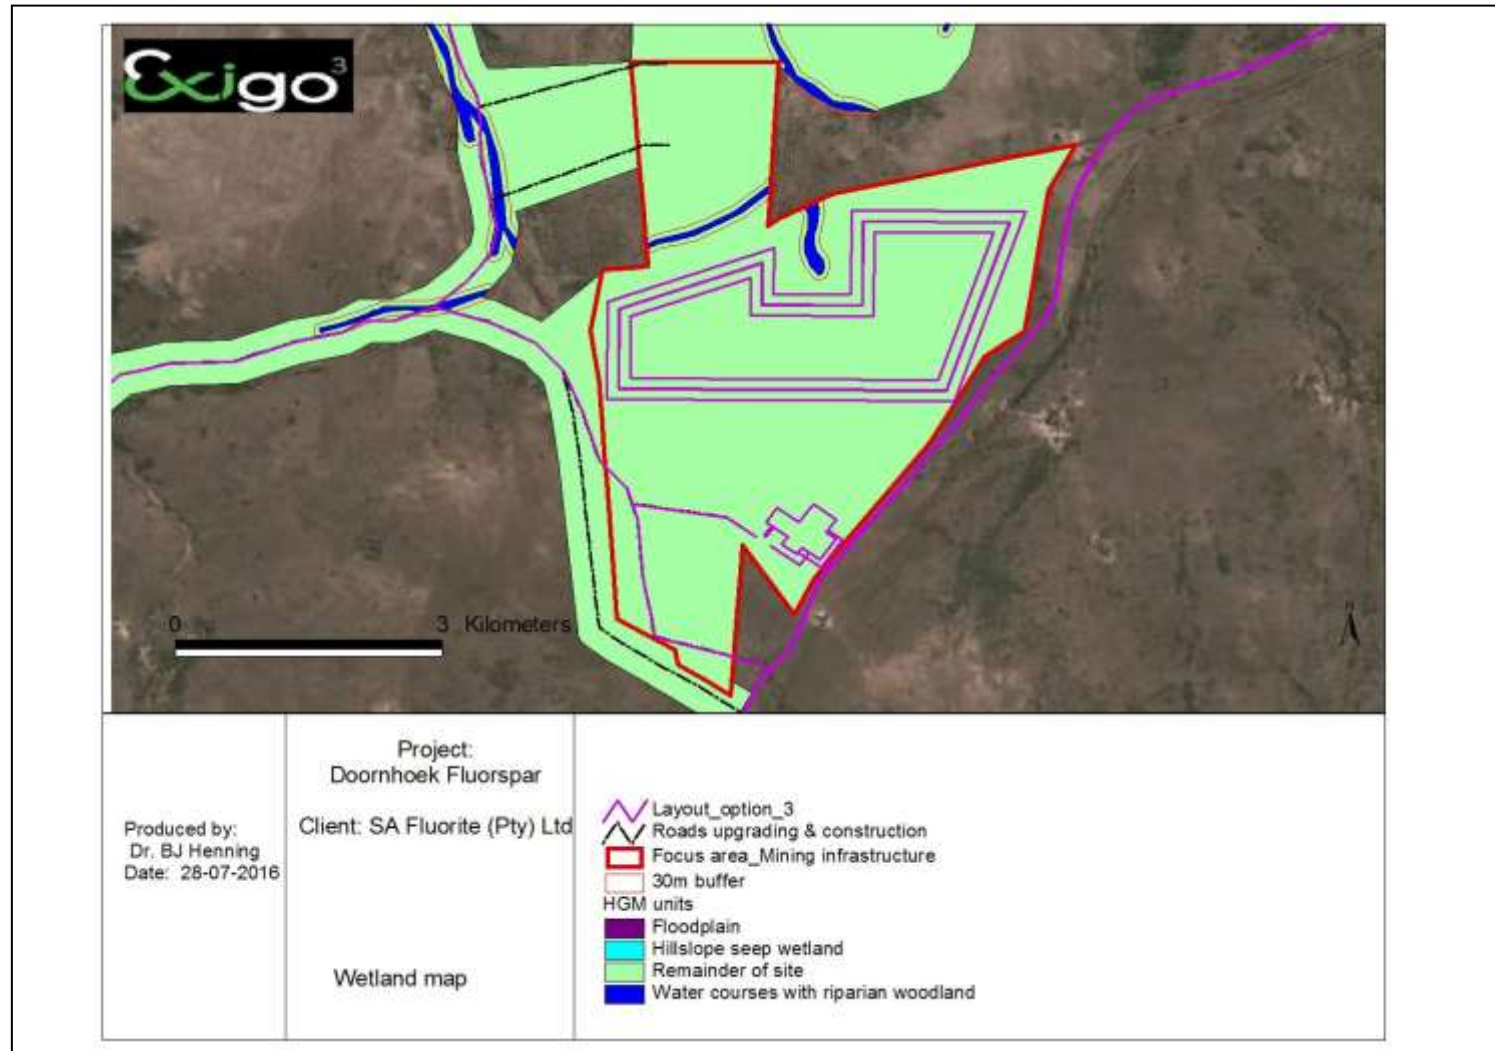 Exigo3
0 3 Kilometers
N
Produced by:
Dr. BJ Henning
Date: 28-07-2016
Project:
Doornhoek Fluorspar
Client: SA Fluorite (Pty) Ltd
Wetland map
Layout_option_3
Roads upgrading & construction
Focus area_Mining infrastructure
30m buffer
HGM units
Floodplain
Hillslope seep wetland
Remainder of site
Water courses with riparian woodland